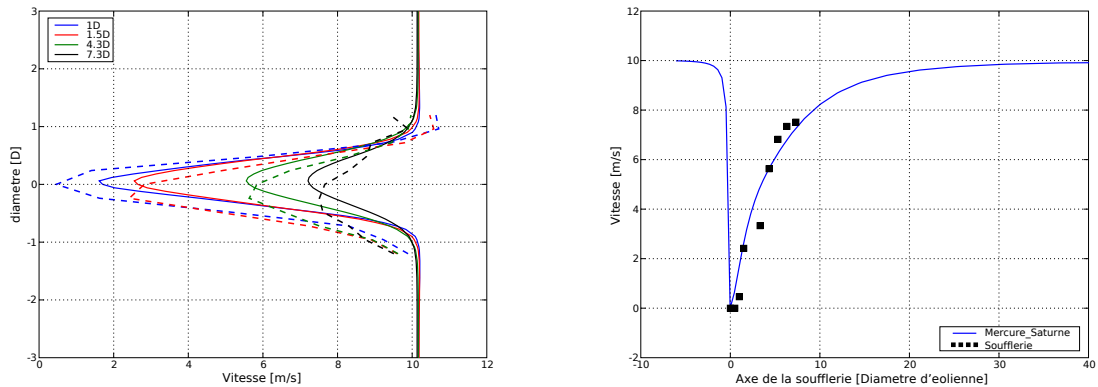 1D
1.5D
4.3D
7.3D
3
2
1
0
-1
-2
-3
diametre [D]
0
2
4
6
8
10
12
Vitesse [m/s]
12
10
8
6
4
2
0
-2
Vitesse [m/s]
Mercure_Saturne
Soufflerie
-10
0
10
20
30
40
Axe de la soufflerie [Diametre d'eolienne]